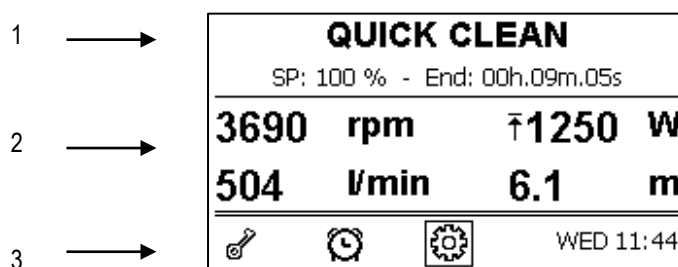 1
QUICK CLEAN
SP: 100 % - End: 00h.09m.05s
2
3690 rpm 1250 W
504 l/min 6.1 m
3
WED 11:44